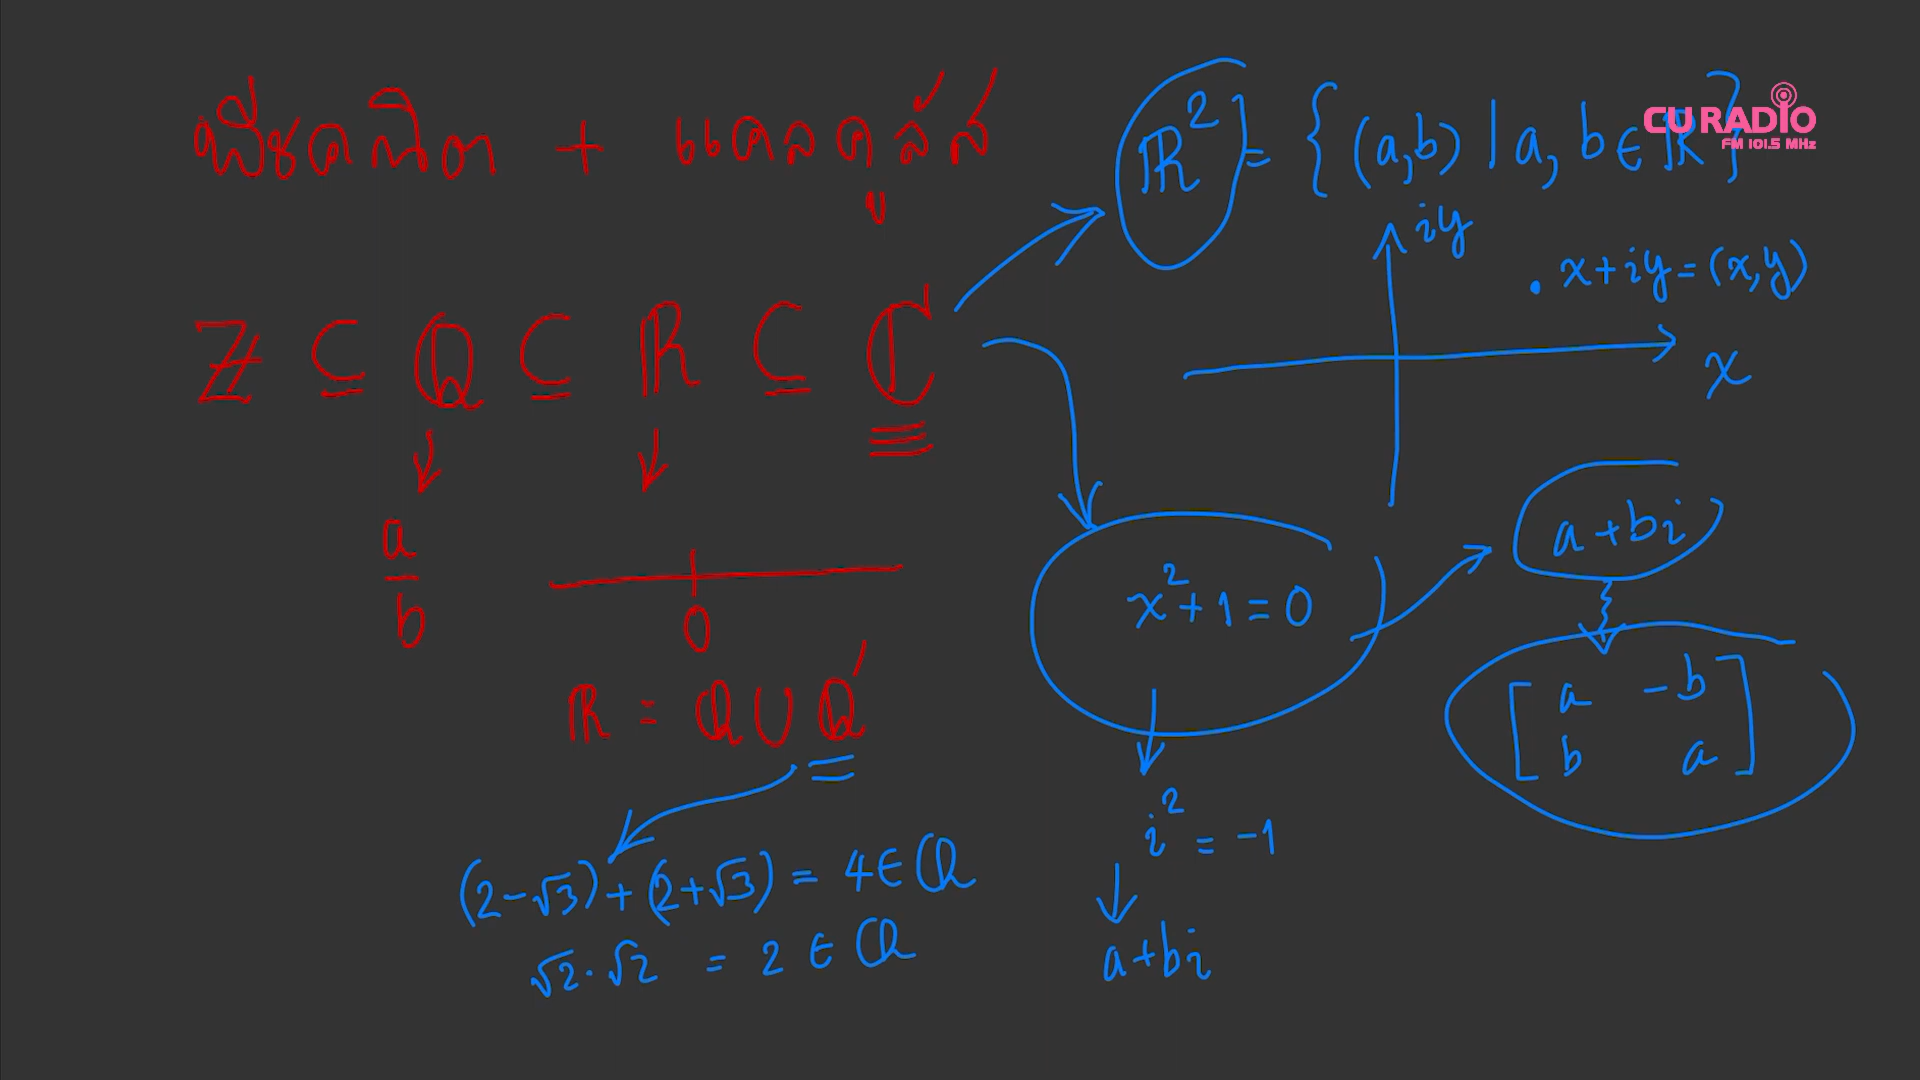 พีชคณิต + แคลคูลัส
ℤ ⊆ ℚ ⊆ ℝ ⊆ ℂ
a
b
0
ℝ = ℚ ∪ ℚ'
(2-√3)+(2+√3) = 4 ∈ ℚ
√2·√2 = 2 ∈ ℚ
ℝ² = {(a,b) | a, b ∈ ℝ}
CU RADIO
FM 101.5 MHz
iy
x+iy=(x,y)
x
x²+1=0
i² = -1
a+bi
a+bi
[a -b
b a]